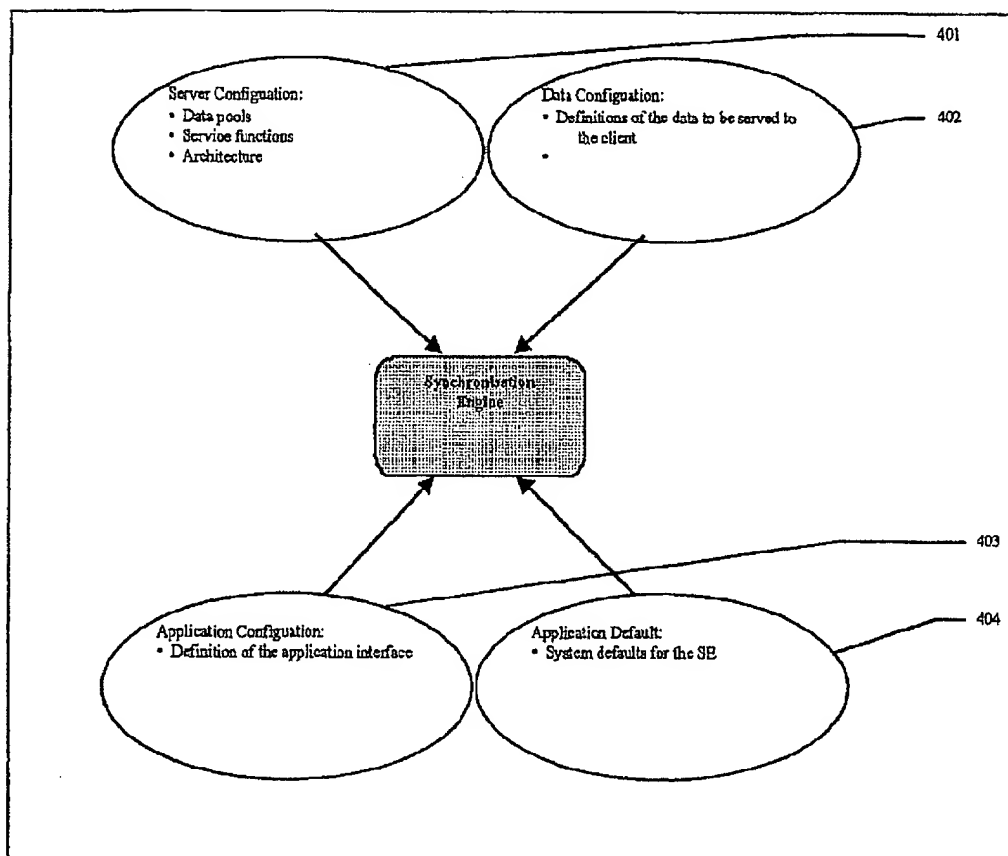 401
Server Configuation:
• Data pools
• Service functions
• Architecture
Data Configuation:
• Definitions of the data to be served to
the client
•
402
Synchronization
Engine
403
Application Configuation:
• Definition of the application interface
Application Default:
• System defaults for the SE
404